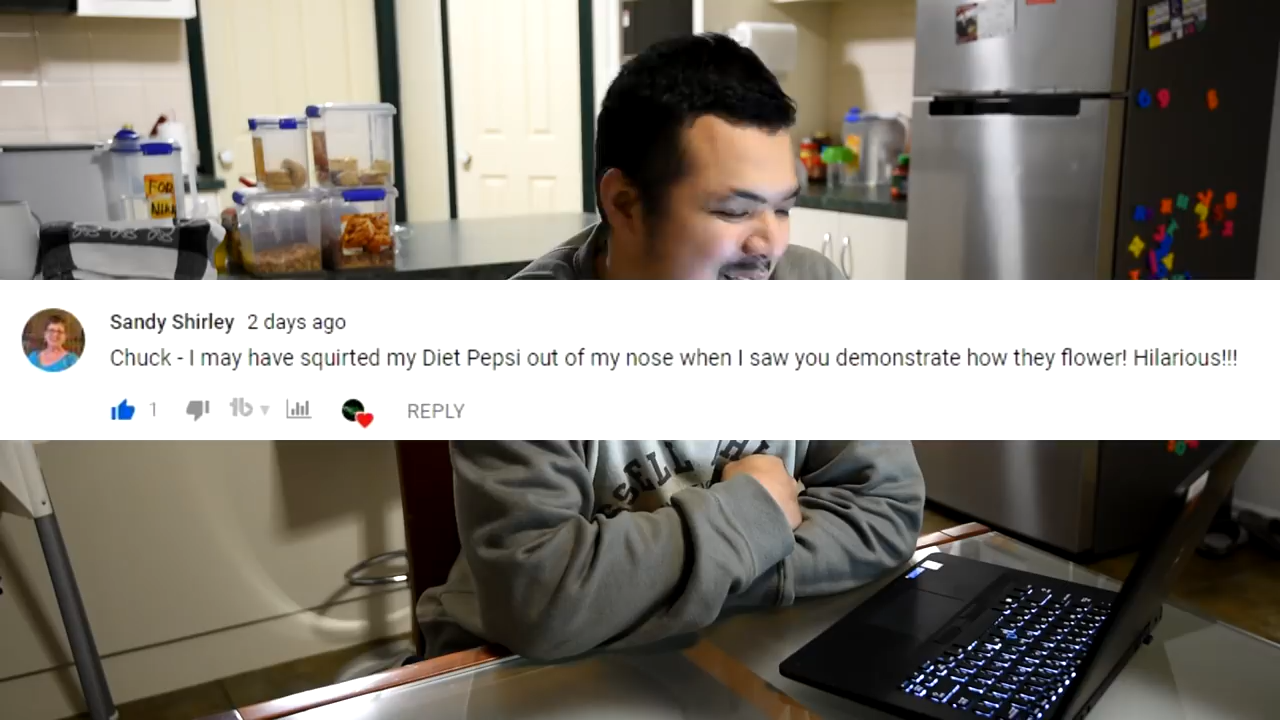 FOR
NIAN
Sandy Shirley 2 days ago
Chuck - I may have squirted my Diet Pepsi out of my nose when I saw you demonstrate how they flower! Hilarious!!!
1
REPLY